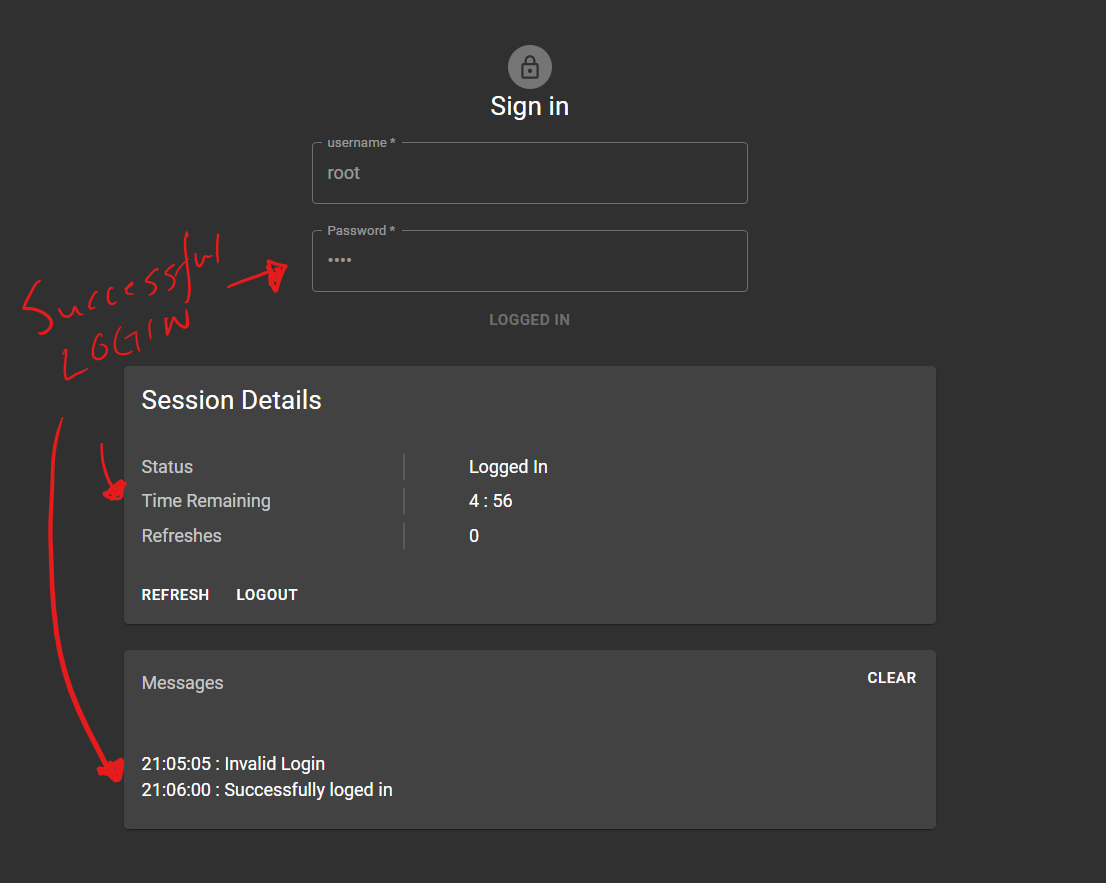 Sign in
username *
root
Password *
••••
Successful
LOGIN
LOGGED IN
Session Details
Status Logged In
Time Remaining 4 : 56
Refreshes 0
REFRESH LOGOUT
Messages CLEAR
21:05:05 : Invalid Login
21:06:00 : Successfully loged in